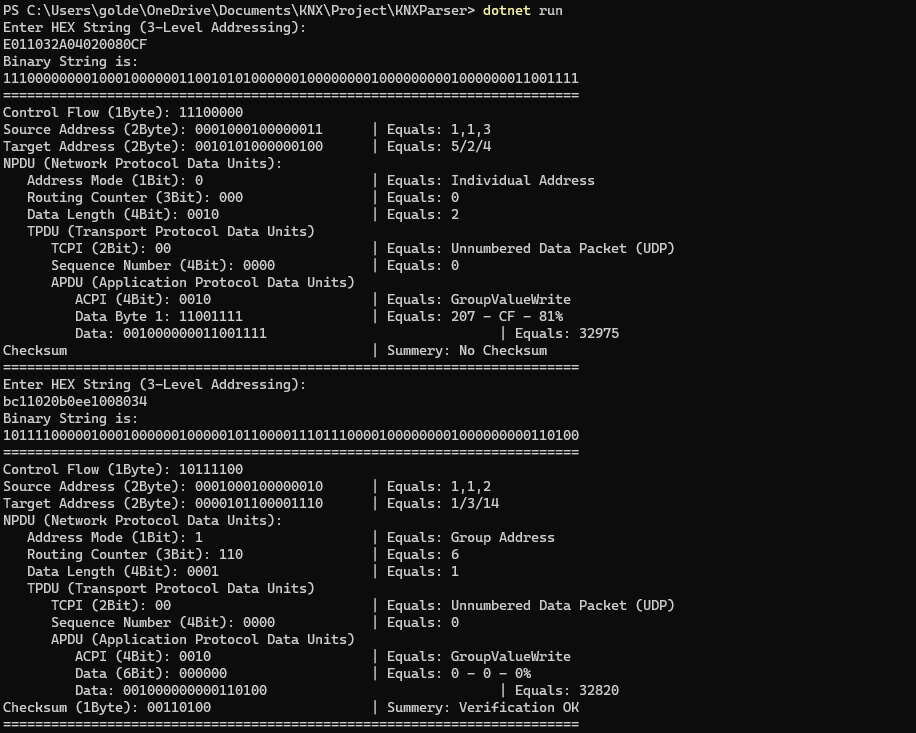 PS C:\Users\golde\OneDrive\Documents\KNX\Project\KNXParser> dotnet run
Enter HEX String (3-Level Addressing):
E011032A04020080CF
Binary String is:
111000000001000100000011001010100000010000000010000000001000000011001111
========================================================================
Control Flow (1Byte): 11100000
Source Address (2Byte): 0001000100000011 | Equals: 1,1,3
Target Address (2Byte): 0010101000000100 | Equals: 5/2/4
NPDU (Network Protocol Data Units):
Address Mode (1Bit): 0 | Equals: Individual Address
Routing Counter (3Bit): 000 | Equals: 0
Data Length (4Bit): 0010 | Equals: 2
TPDU (Transport Protocol Data Units)
TCPI (2Bit): 00 | Equals: Unnumbered Data Packet (UDP)
Sequence Number (4Bit): 0000 | Equals: 0
APDU (Application Protocol Data Units)
ACPI (4Bit): 0010 | Equals: GroupValueWrite
Data Byte 1: 11001111 | Equals: 207 - CF - 81%
Data: 001000000011001111 | Equals: 32975
Checksum | Summery: No Checksum
========================================================================
Enter HEX String (3-Level Addressing):
bc11020b0ee1008034
Binary String is:
101111000001000100000010000010110000111011100001000000001000000000110100
========================================================================
Control Flow (1Byte): 10111100
Source Address (2Byte): 0001000100000010 | Equals: 1,1,2
Target Address (2Byte): 0000101100001110 | Equals: 1/3/14
NPDU (Network Protocol Data Units):
Address Mode (1Bit): 1 | Equals: Group Address
Routing Counter (3Bit): 110 | Equals: 6
Data Length (4Bit): 0001 | Equals: 1
TPDU (Transport Protocol Data Units)
TCPI (2Bit): 00 | Equals: Unnumbered Data Packet (UDP)
Sequence Number (4Bit): 0000 | Equals: 0
APDU (Application Protocol Data Units)
ACPI (4Bit): 0010 | Equals: GroupValueWrite
Data (6Bit): 000000 | Equals: 0 - 0 - 0%
Data: 001000000000110100 | Equals: 32820
Checksum (1Byte): 00110100 | Summery: Verification OK
========================================================================